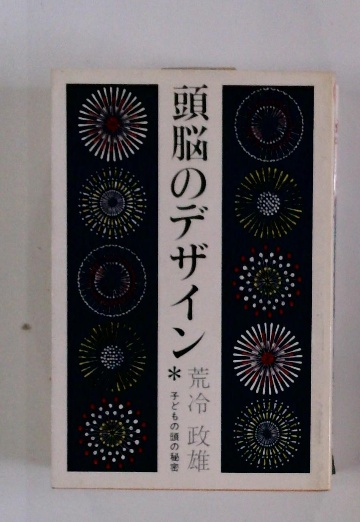 頭脳のデザイン
＊子どもの頭の秘密
荒冷 政雄